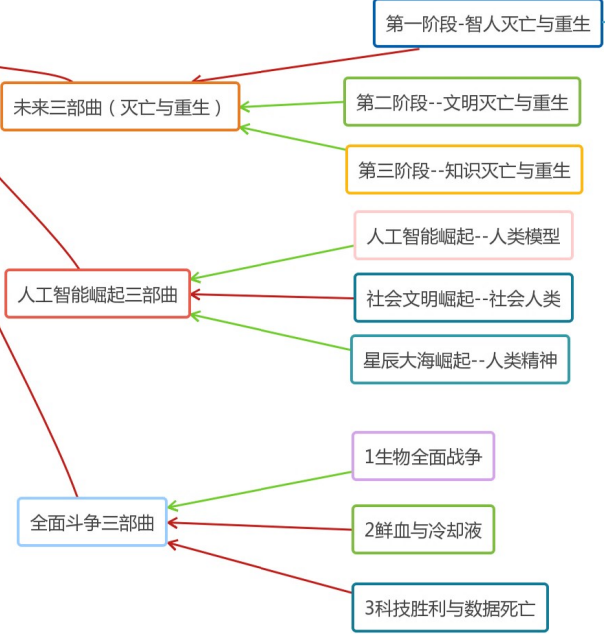 第一阶段-智人灭亡与重生
未来三部曲（灭亡与重生）
第二阶段--文明灭亡与重生
第三阶段--知识灭亡与重生
人工智能崛起--人类模型
人工智能崛起三部曲
社会文明崛起--社会人类
星辰大海崛起--人类精神
1生物全面战争
全面斗争三部曲
2鲜血与冷却液
3科技胜利与数据死亡